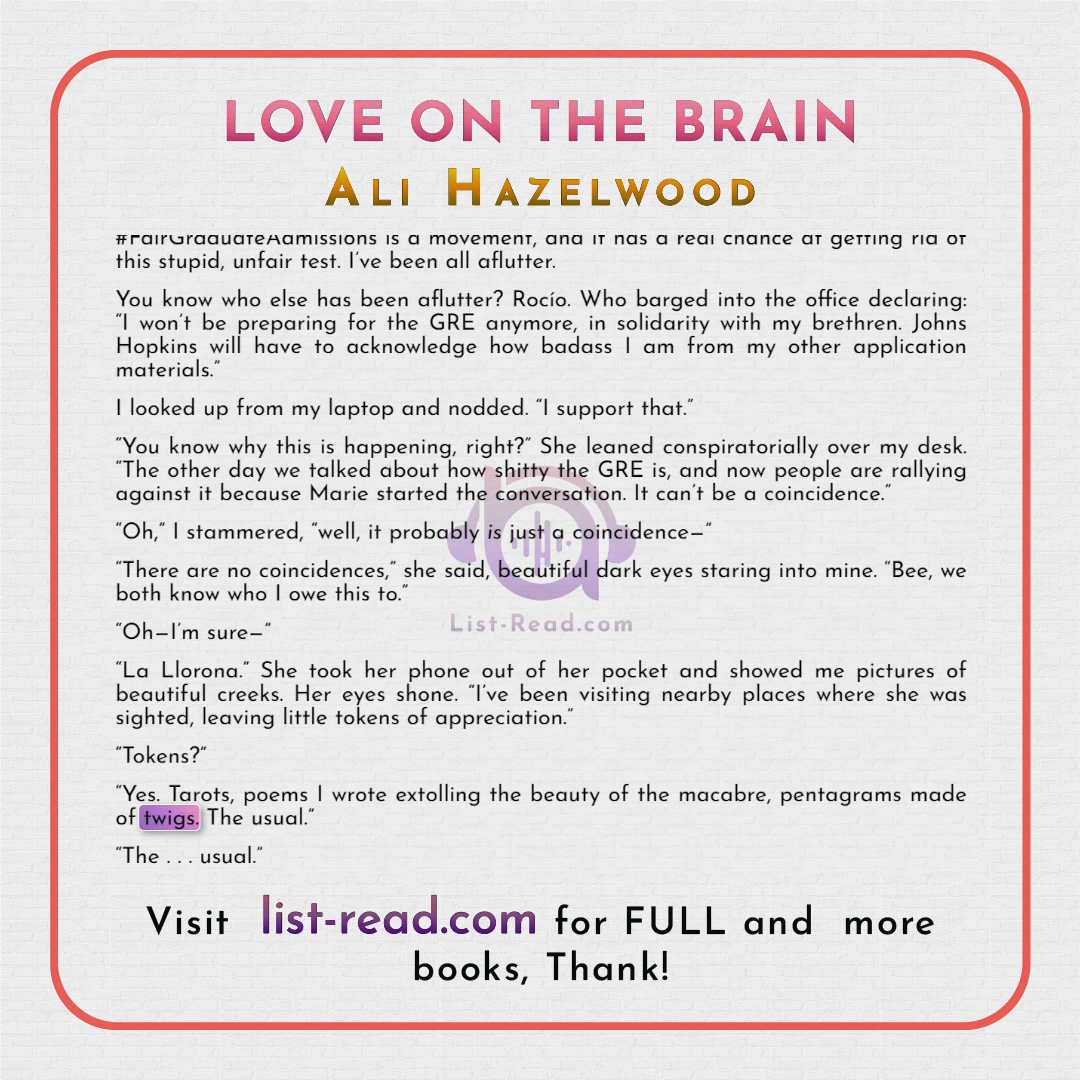 LOVE ON THE BRAIN
ALI HAZELWOOD
#FairGraduateAdmissions is a movement, and it has a real chance at getting rid of
this stupid, unfair test. I’ve been all aflutter.
You know who else has been aflutter? Rocío. Who barged into the office declaring:
“I won’t be preparing for the GRE anymore, in solidarity with my brethren. Johns
Hopkins will have to acknowledge how badass I am from my other application
materials.”
I looked up from my laptop and nodded. “I support that.”
“You know why this is happening, right?” She leaned conspiratorially over my desk.
“The other day we talked about how shitty the GRE is, and now people are rallying
against it because Marie started the conversation. It can’t be a coincidence.”
“Oh,” I stammered, “well, it probably is just a coincidence—”
“There are no coincidences,” she said, beautiful dark eyes staring into mine. “Bee, we
both know who I owe this to.”
List-Read.com
“Oh—I’m sure—”
“La Llorona.” She took her phone out of her pocket and showed me pictures of
beautiful creeks. Her eyes shone. “I’ve been visiting nearby places where she was
sighted, leaving little tokens of appreciation.”
“Tokens?”
“Yes. Tarots, poems I wrote extolling the beauty of the macabre, pentagrams made
of twigs. The usual.”
“The . . . usual.”
Visit list-read.com for FULL and more
books, Thank!